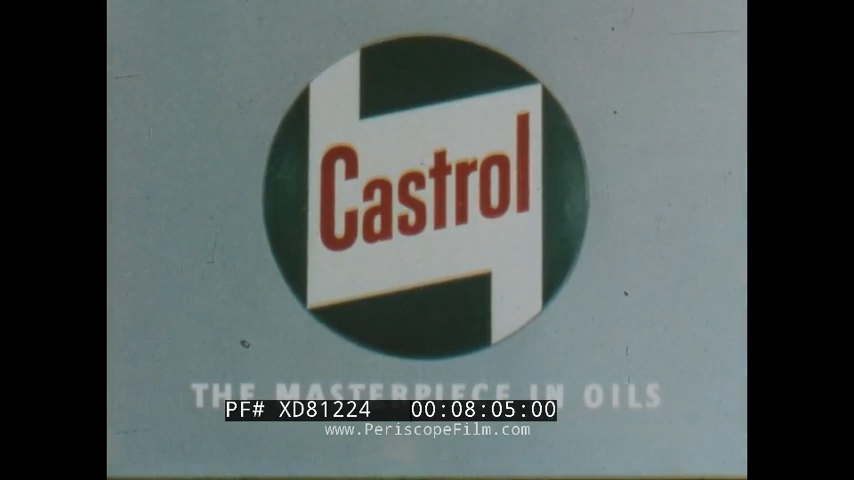 Castrol
THE MASTERPIECE IN OILS
PF# XD81224 00:08:05:00
www.PeriscopeFilm.com